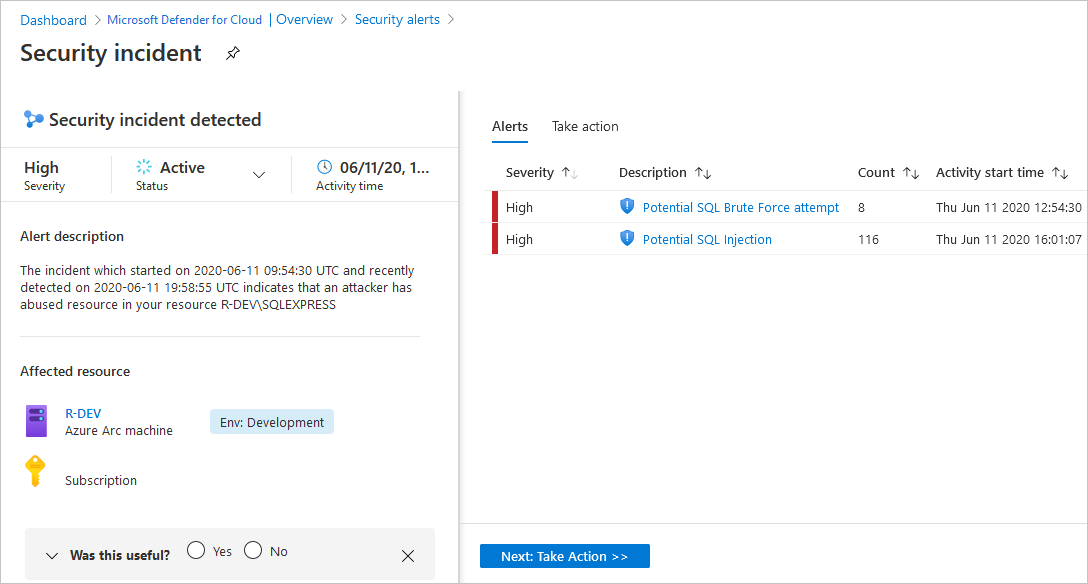 Dashboard > Microsoft Defender for Cloud | Overview > Security alerts >
Security incident
Security incident detected
High
Severity
Active
Status
06/11/20, 1...
Activity time
Alert description
The incident which started on 2020-06-11 09:54:30 UTC and recently
detected on 2020-06-11 19:58:55 UTC indicates that an attacker has
abused resource in your resource R-DEV\SQLEXPRESS
Affected resource
R-DEV
Azure Arc machine
Env: Development
Subscription
Was this useful? Yes No
Alerts Take action
Severity Description Count Activity start time
High Potential SQL Brute Force attempt 8 Thu Jun 11 2020 12:54:30
High Potential SQL Injection 116 Thu Jun 11 2020 16:01:07
Next: Take Action >>